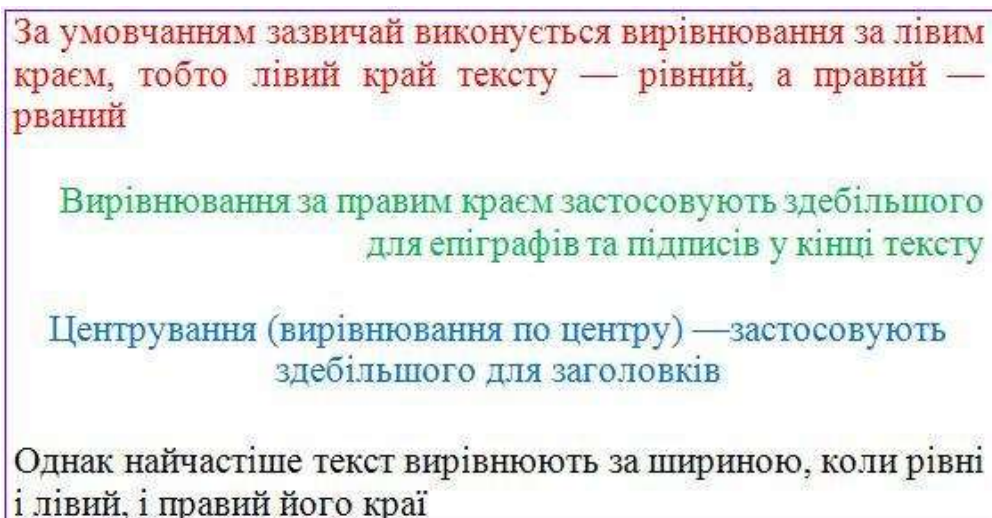 За умовчанням зазвичай виконується вирівнювання за лівим
краєм, тобто лівий край тексту — рівний, а правий —
рваний
Вирівнювання за правим краєм застосовують здебільшого
для епіграфів та підписів у кінці тексту
Центрування (вирівнювання по центру) —застосовують
здебільшого для заголовків
Однак найчастіше текст вирівнюють за шириною, коли рівні
і лівий, і правий його краї